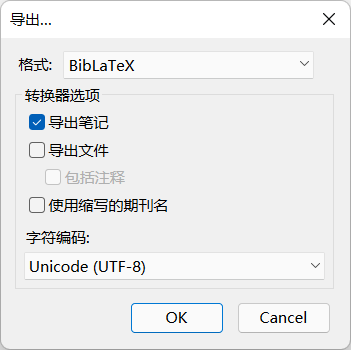 导出...
格式: BibLaTeX
转换器选项
导出笔记
导出文件
包括注释
使用缩写的期刊名
字符编码:
Unicode (UTF-8)
OK Cancel